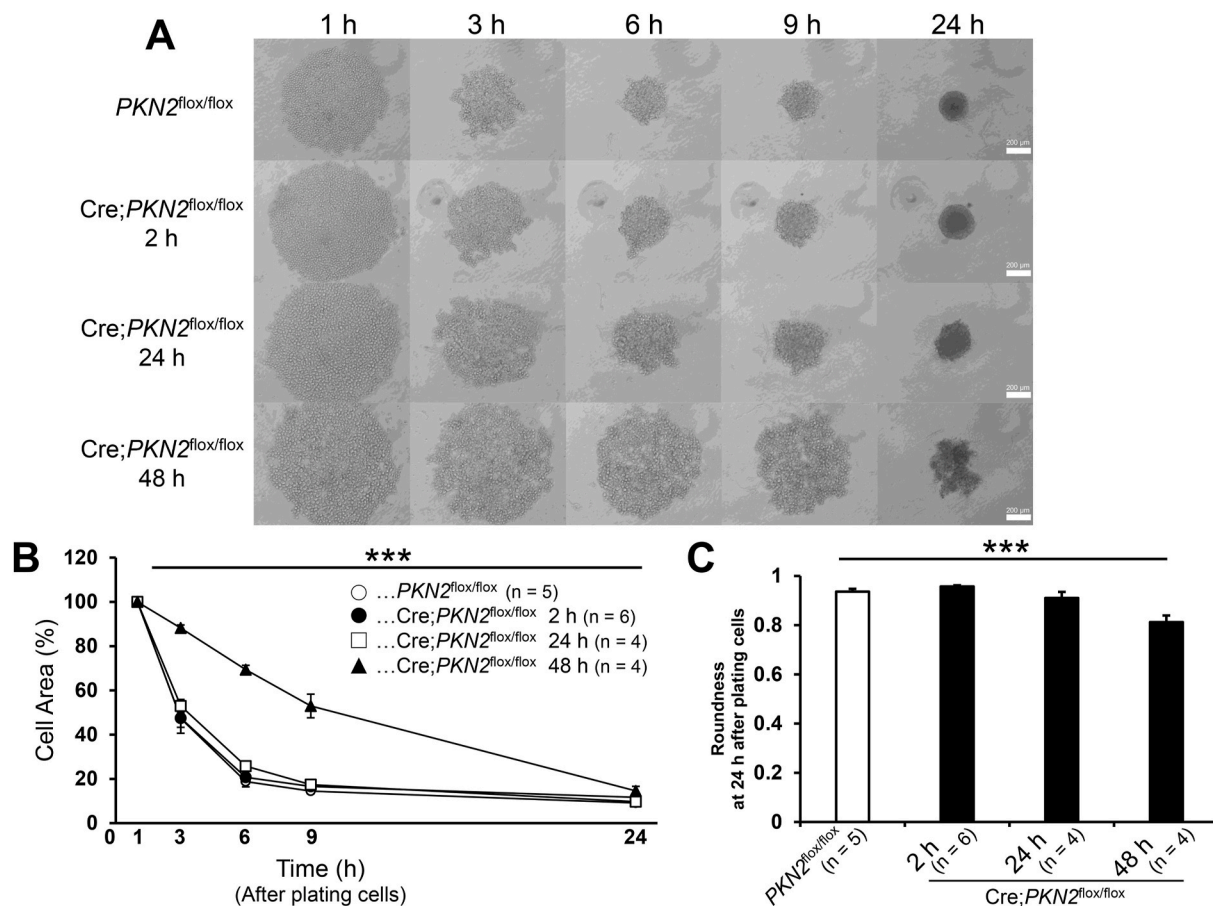 A
1 h 3 h 6 h 9 h 24 h
PKN2flox/flox
200 μm
Cre;PKN2flox/flox
2 h
200 μm
Cre;PKN2flox/flox
24 h
200 μm
Cre;PKN2flox/flox
48 h
200 μm
B
***
120
100
80
60
40
20
0
0 1 3 6 9 24
Cell Area (%)
Time (h)
(After plating cells)
…PKN2flox/flox (n = 5)
…Cre;PKN2flox/flox 2 h (n = 6)
…Cre;PKN2flox/flox 24 h (n = 4)
…Cre;PKN2flox/flox 48 h (n = 4)
C
***
1
0.8
0.6
0.4
0.2
0
Roundness
at 24 h after plating cells
PKN2flox/flox
(n = 5)
2 h
(n = 6)
24 h
(n = 4)
48 h
(n = 4)
Cre;PKN2flox/flox